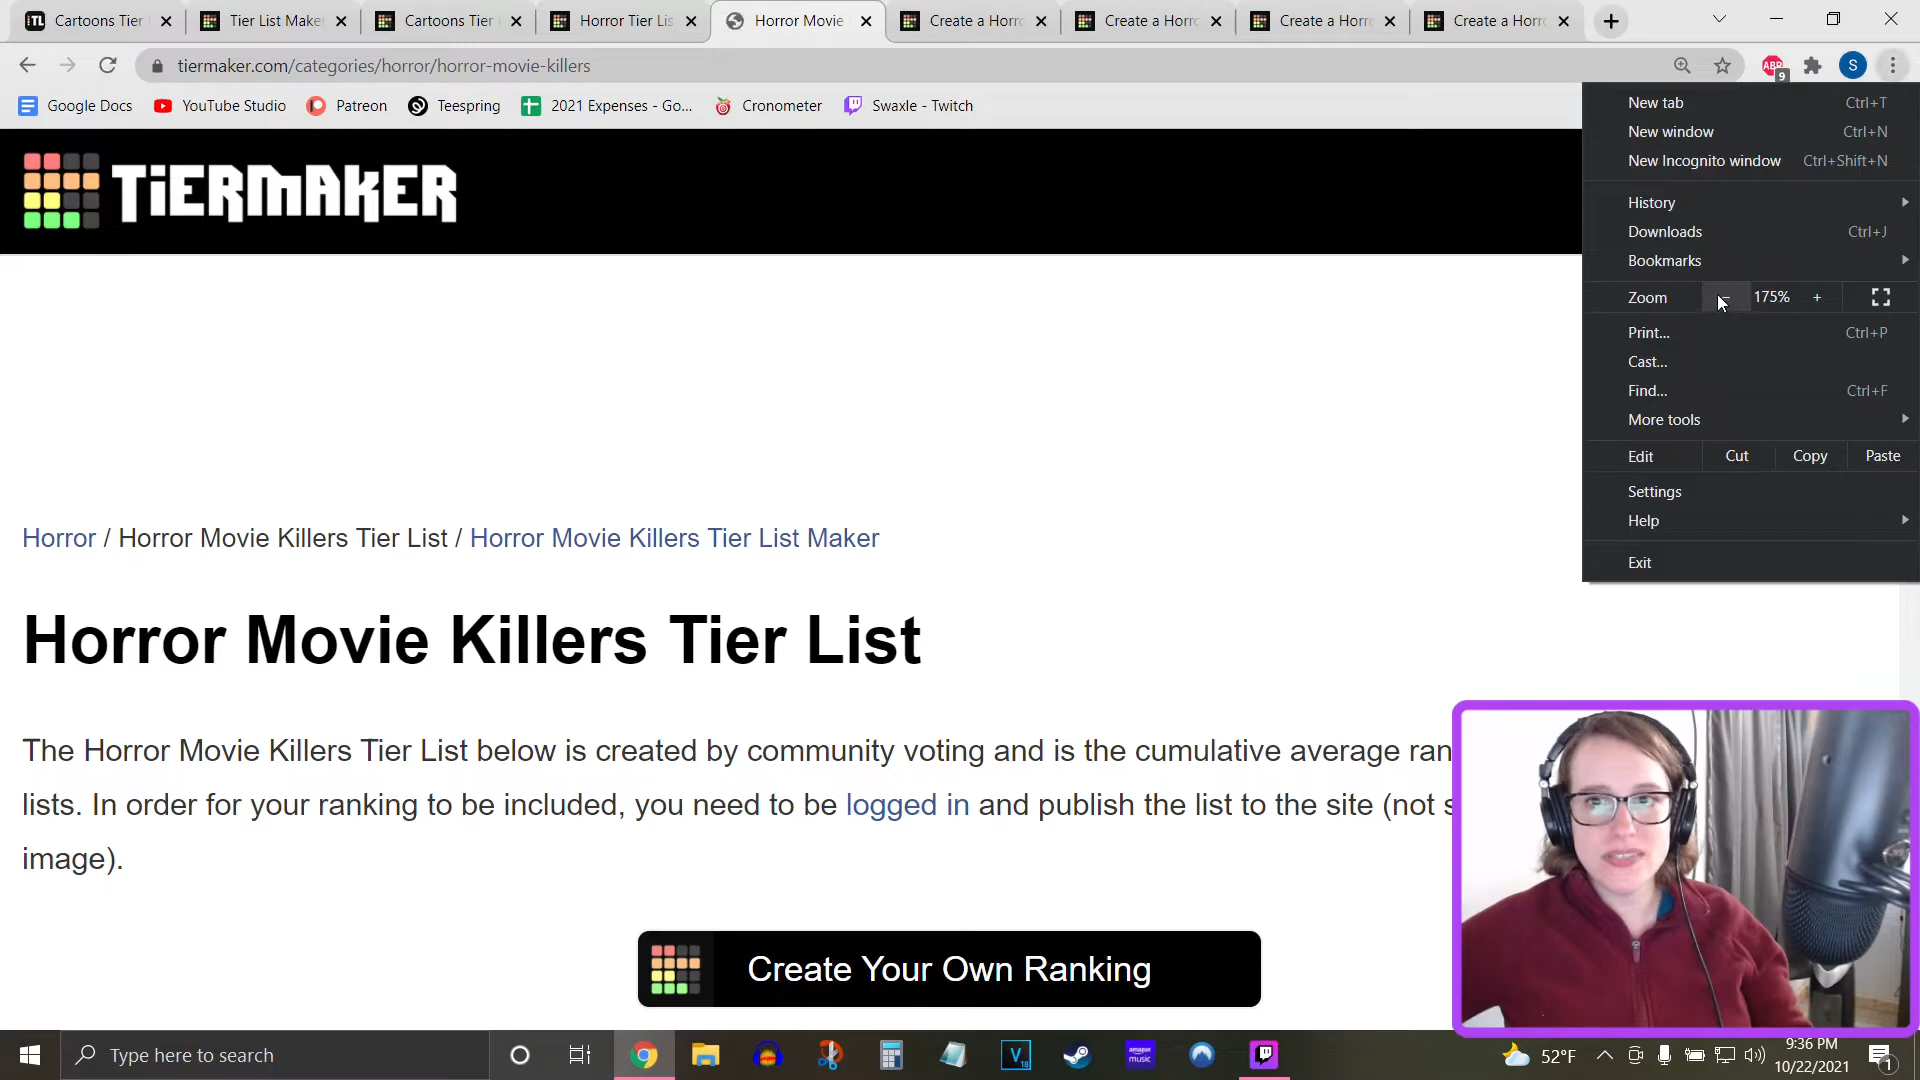 Cartoons Tier
Tier List Make
Cartoons Tier
Horror Tier Lis
Horror Movie
Create a Horro
Create a Horro
Create a Horro
Create a Horro
tiermaker.com/categories/horror/horror-movie-killers
ABP
9
S
Google Docs
YouTube Studio
Patreon
Teespring
2021 Expenses - Go...
Cronometer
Swaxle - Twitch
TiERMAKER
New tab Ctrl+T
New window Ctrl+N
New Incognito window Ctrl+Shift+N
History
Downloads Ctrl+J
Bookmarks
Zoom - 175% +
Print... Ctrl+P
Cast...
Find... Ctrl+F
More tools
Edit Cut Copy Paste
Settings
Help
Exit
Horror / Horror Movie Killers Tier List / Horror Movie Killers Tier List Maker
Horror Movie Killers Tier List
The Horror Movie Killers Tier List below is created by community voting and is the cumulative average ran
lists. In order for your ranking to be included, you need to be logged in and publish the list to the site (not s
image).
Create Your Own Ranking
Type here to search
V
18
amazon
music
52°F
9:36 PM
10/22/2021
1